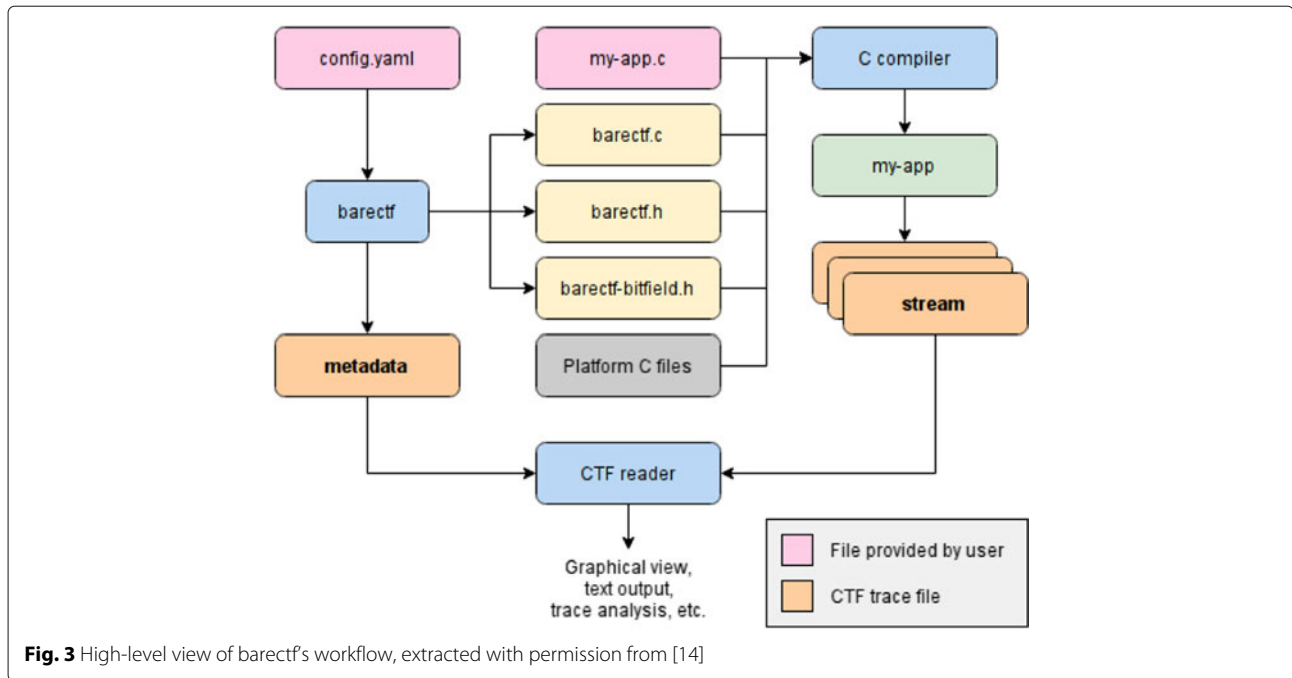 config.yaml
my-app.c
C compiler
barectf.c
my-app
barectf
barectf.h
barectf-bitfield.h
stream
metadata
Platform C files
CTF reader
Graphical view,
text output,
trace analysis, etc.
File provided by user
CTF trace file
Fig. 3 High-level view of barectf's workflow, extracted with permission from [14]